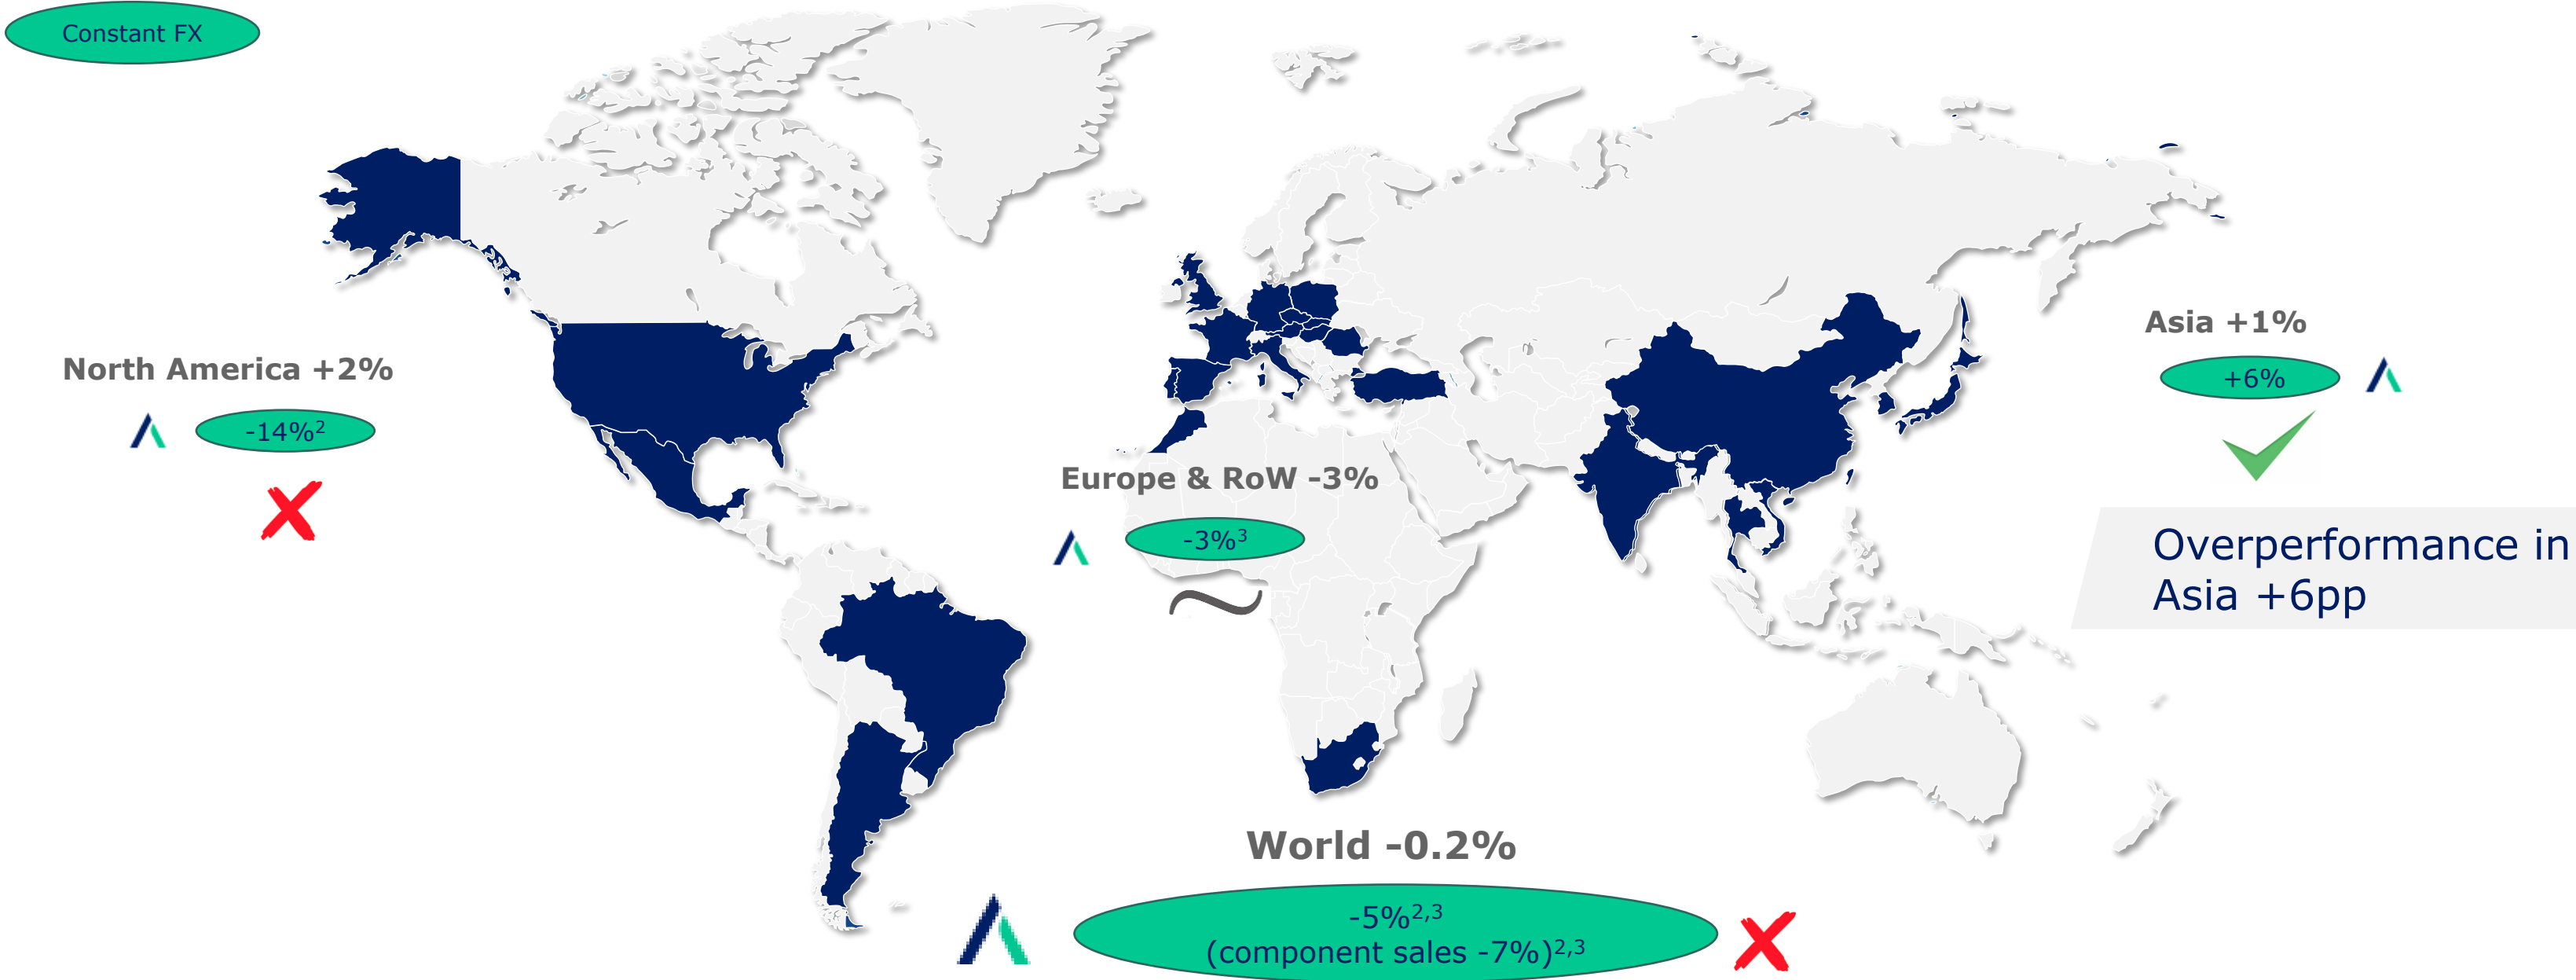 Constant FX
North America +2%
-14%²
Europe & RoW -3%
-3%³
Asia +1%
+6%
Overperformance in
Asia +6pp
World -0.2%
-5%²,³
(component sales -7%)²,³